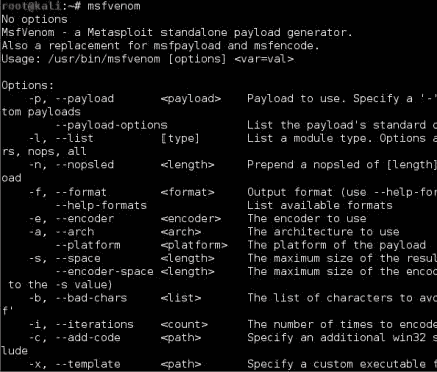 root@kali:~# msfvenom
No options
MsfVenom - a Metasploit standalone payload generator.
Also a replacement for msfpayload and msfencode.
Usage: /usr/bin/msfvenom [options] <var=val>
Options:
-p, --payload <payload> Payload to use. Specify a '-'
tom payloads
--payload-options List the payload's standard o
-l, --list [type] List a module type. Options a
rs, nops, all
-n, --nopsled <length> Prepend a nopsled of [length]
oad
-f, --format <format> Output format (use --help-for
--help-formats List available formats
-e, --encoder <encoder> The encoder to use
-a, --arch <arch> The architecture to use
--platform <platform> The platform of the payload
-s, --space <length> The maximum size of the resul
--encoder-space <length> The maximum size of the encod
to the -s value)
-b, --bad-chars <list> The list of characters to avo
f'
-i, --iterations <count> The number of times to encode
-c, --add-code <path> Specify an additional win32 s
lude
-x, --template <path> Specify a custom executable f